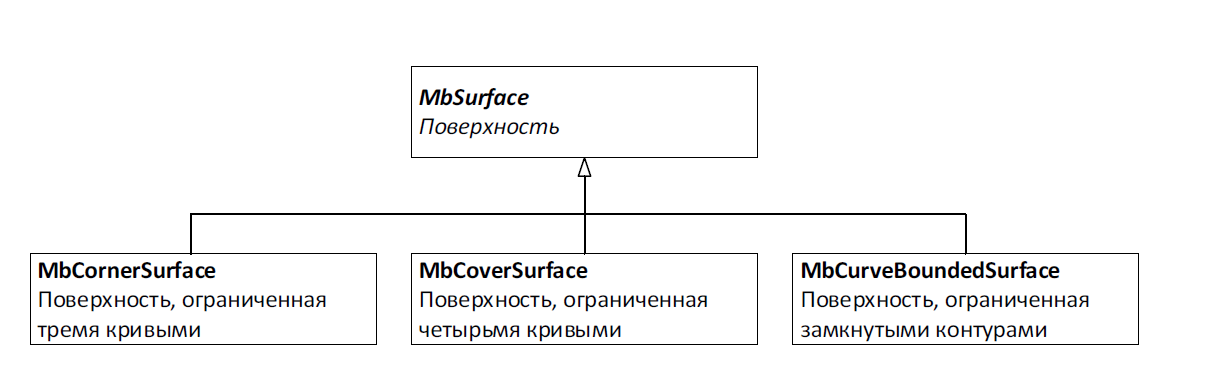 MbSurface
Поверхность
MbCornerSurface
Поверхность, ограниченная
тремя кривыми
MbCoverSurface
Поверхность, ограниченная
четырьмя кривыми
MbCurveBoundedSurface
Поверхность, ограниченная
замкнутыми контурами